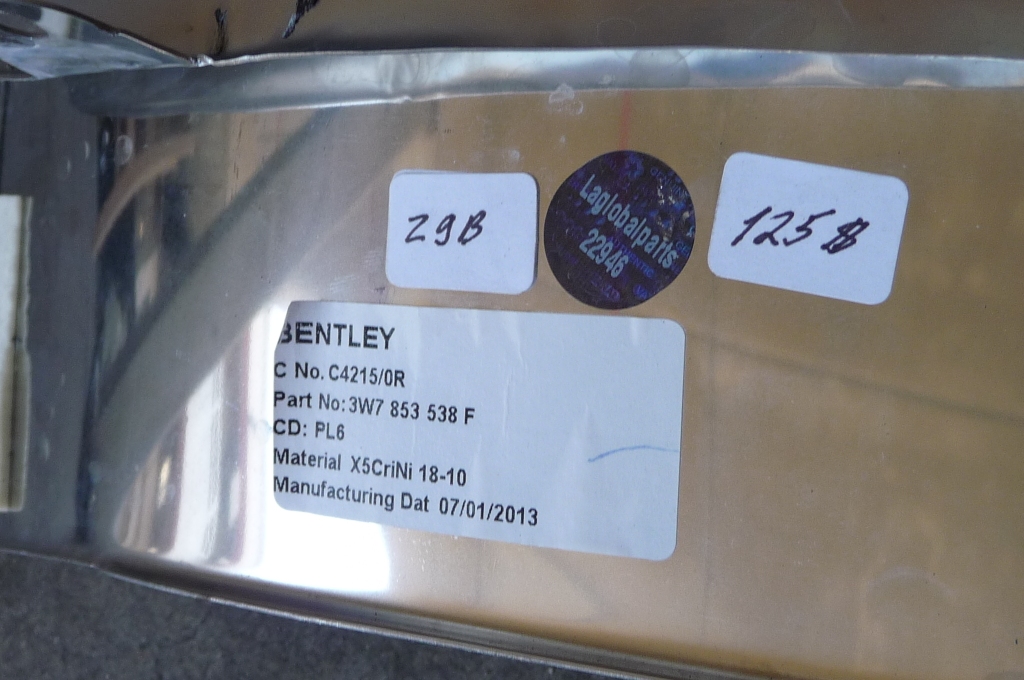 29B
Laglobalparts
22946
125$
BENTLEY
C No. C4215/0R
Part No: 3W7 853 538 F
CD: PL6
Material X5CriNi 18-10
Manufacturing Dat 07/01/2013